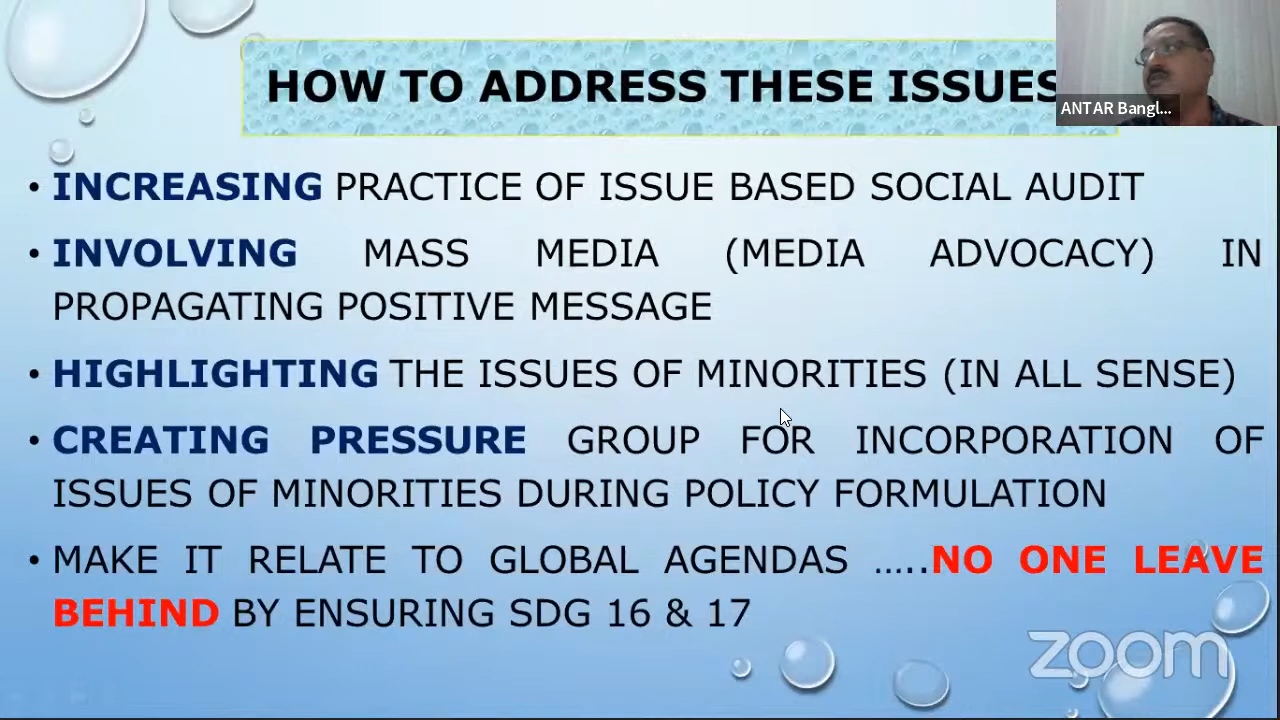 HOW TO ADDRESS THESE ISSUES
ANTAR Bangl...
• INCREASING PRACTICE OF ISSUE BASED SOCIAL AUDIT
• INVOLVING MASS MEDIA (MEDIA ADVOCACY) IN
PROPAGATING POSITIVE MESSAGE
• HIGHLIGHTING THE ISSUES OF MINORITIES (IN ALL SENSE)
• CREATING PRESSURE GROUP FOR INCORPORATION OF
ISSUES OF MINORITIES DURING POLICY FORMULATION
• MAKE IT RELATE TO GLOBAL AGENDAS …..NO ONE LEAVE
BEHIND BY ENSURING SDG 16 & 17
zoom